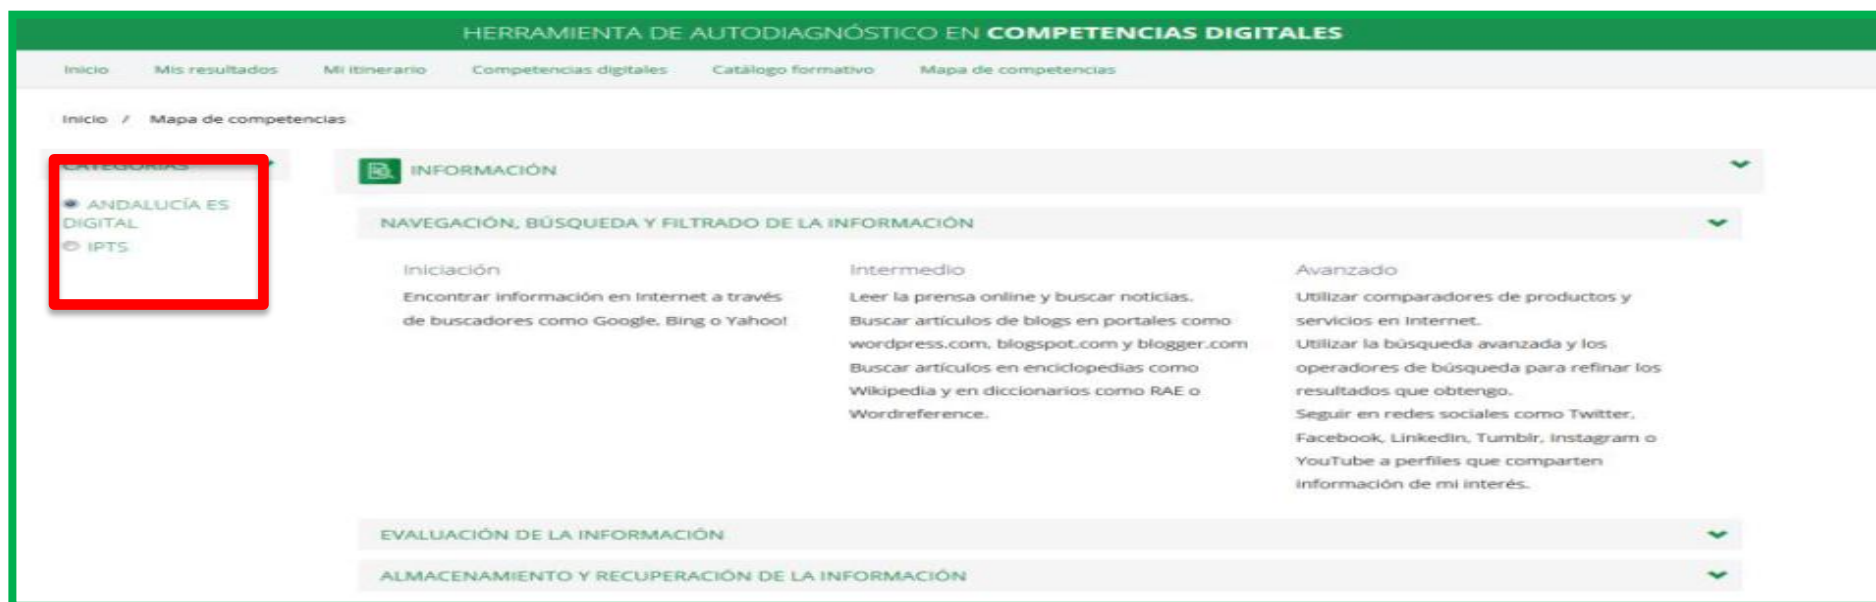 HERRAMIENTA DE AUTODIAGNÓSTICO EN COMPETENCIAS DIGITALES
Inicio Mis resultados Mi itinerario Competencias digitales Catálogo formativo Mapa de competencias
Inicio / Mapa de competencias
CATEGORÍAS
ANDALUCÍA ES
DIGITAL
IPTS
INFORMACIÓN
NAVEGACIÓN, BÚSQUEDA Y FILTRADO DE LA INFORMACIÓN
Iniciación
Encontrar información en Internet a través
de buscadores como Google, Bing o Yahoo!
Intermedio
Leer la prensa online y buscar noticias.
Buscar artículos de blogs en portales como
wordpress.com, blogspot.com y blogger.com
Buscar artículos en enciclopedias como
Wikipedia y en diccionarios como RAE o
Wordreference.
Avanzado
Utilizar comparadores de productos y
servicios en Internet.
Utilizar la búsqueda avanzada y los
operadores de búsqueda para refinar los
resultados que obtengo.
Seguir en redes sociales como Twitter,
Facebook, LinkedIn, Tumblr, Instagram o
YouTube a perfiles que comparten
información de mi interés.
EVALUACIÓN DE LA INFORMACIÓN
ALMACENAMIENTO Y RECUPERACIÓN DE LA INFORMACIÓN